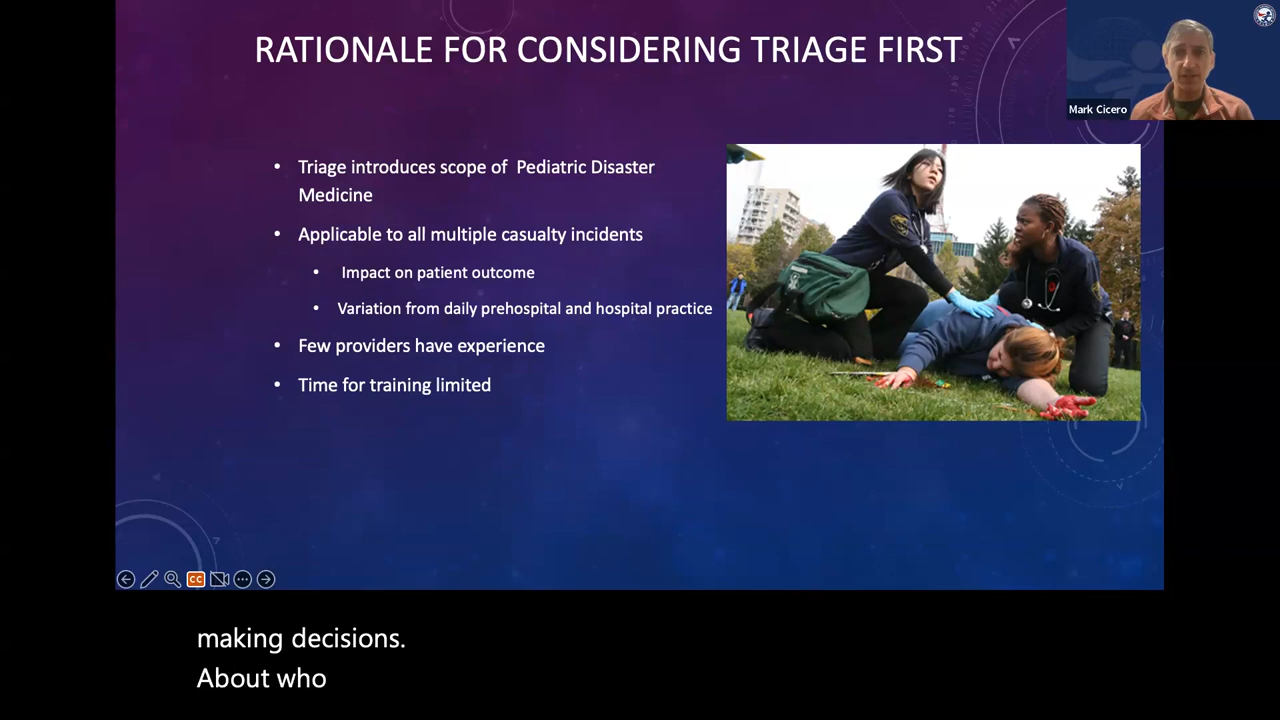 RATIONALE FOR CONSIDERING TRIAGE FIRST
Mark Cicero
• Triage introduces scope of Pediatric Disaster
Medicine
• Applicable to all multiple casualty incidents
• Impact on patient outcome
• Variation from daily prehospital and hospital practice
• Few providers have experience
• Time for training limited
CC
making decisions.
About who